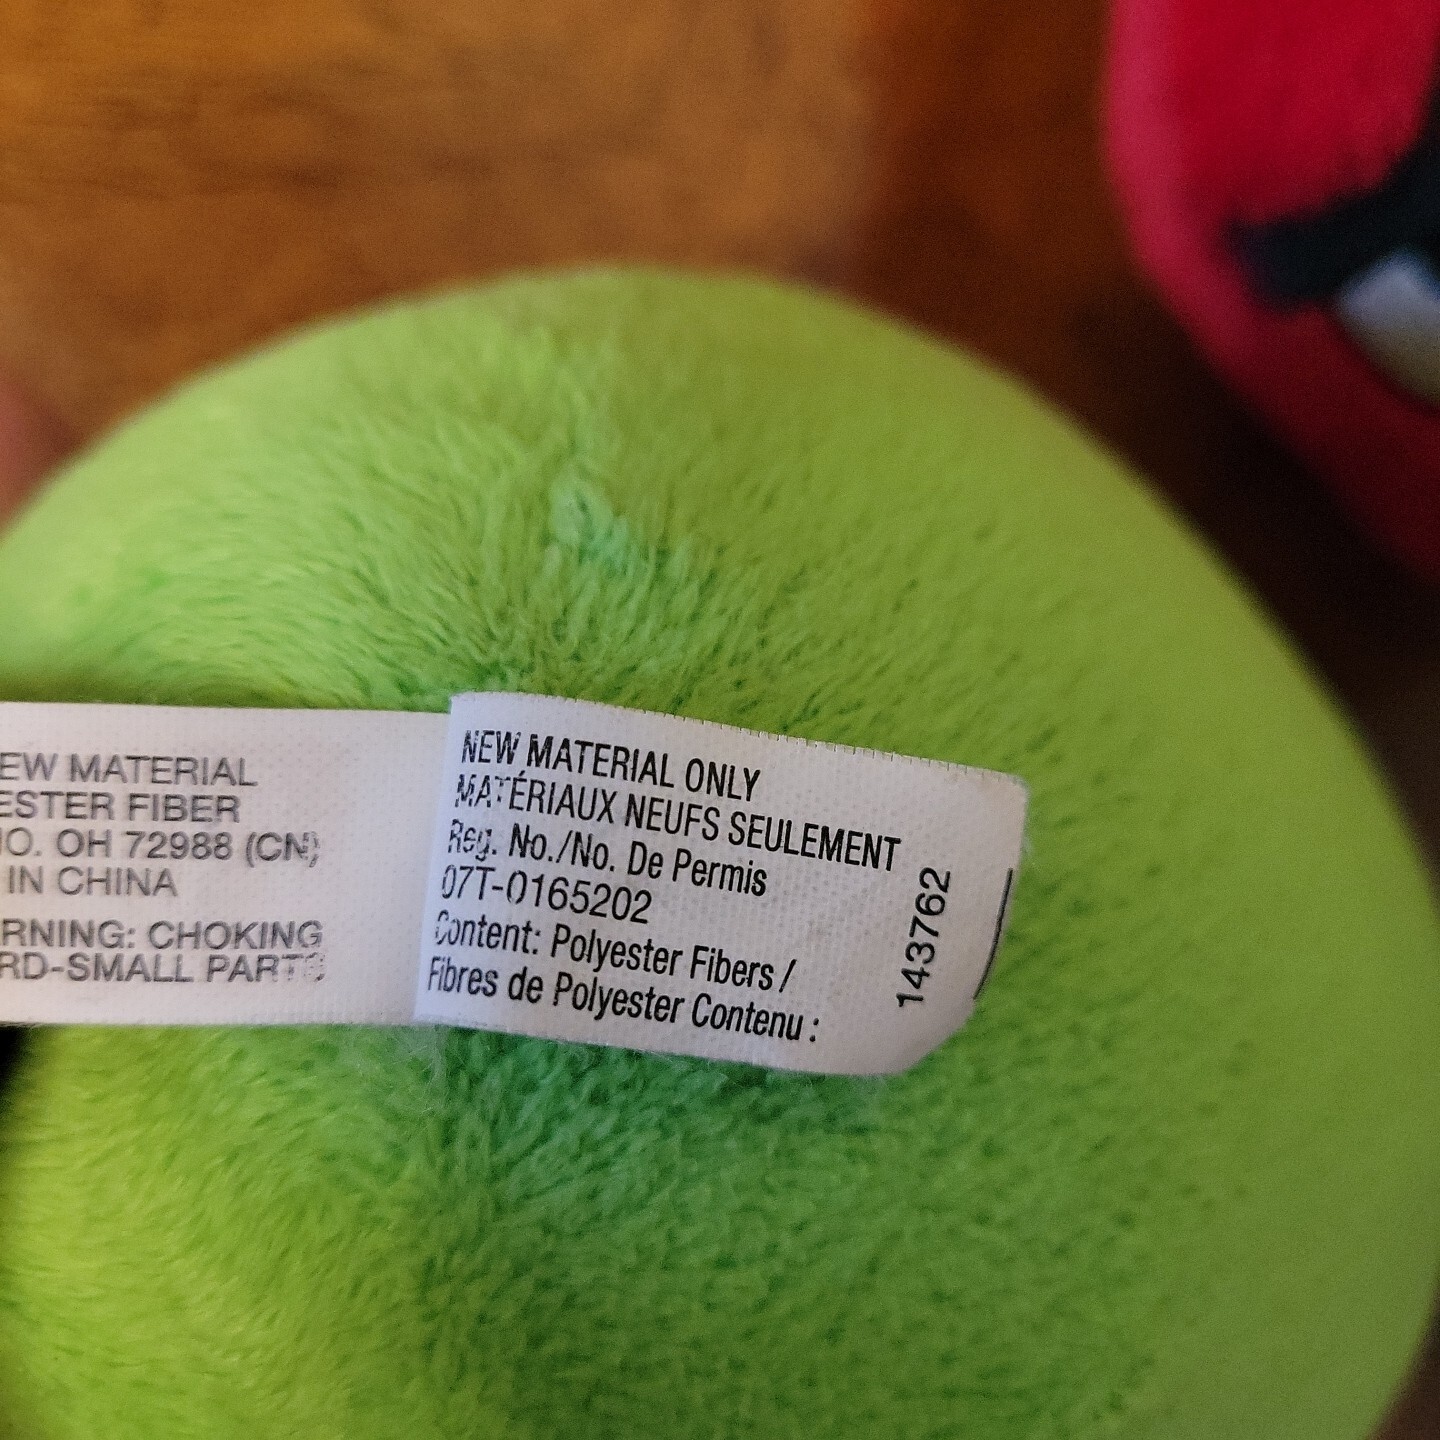 EW MATERIAL
ESTER FIBER
NO. OH 72988 (CN)
IN CHINA
RNING: CHOKING
RD-SMALL PARTS
NEW MATERIAL ONLY
MATÉRIAUX NEUFS SEULEMENT
Reg. No./No. De Permis
07T-0165202
Content: Polyester Fibers /
Fibres de Polyester Contenu :
143762